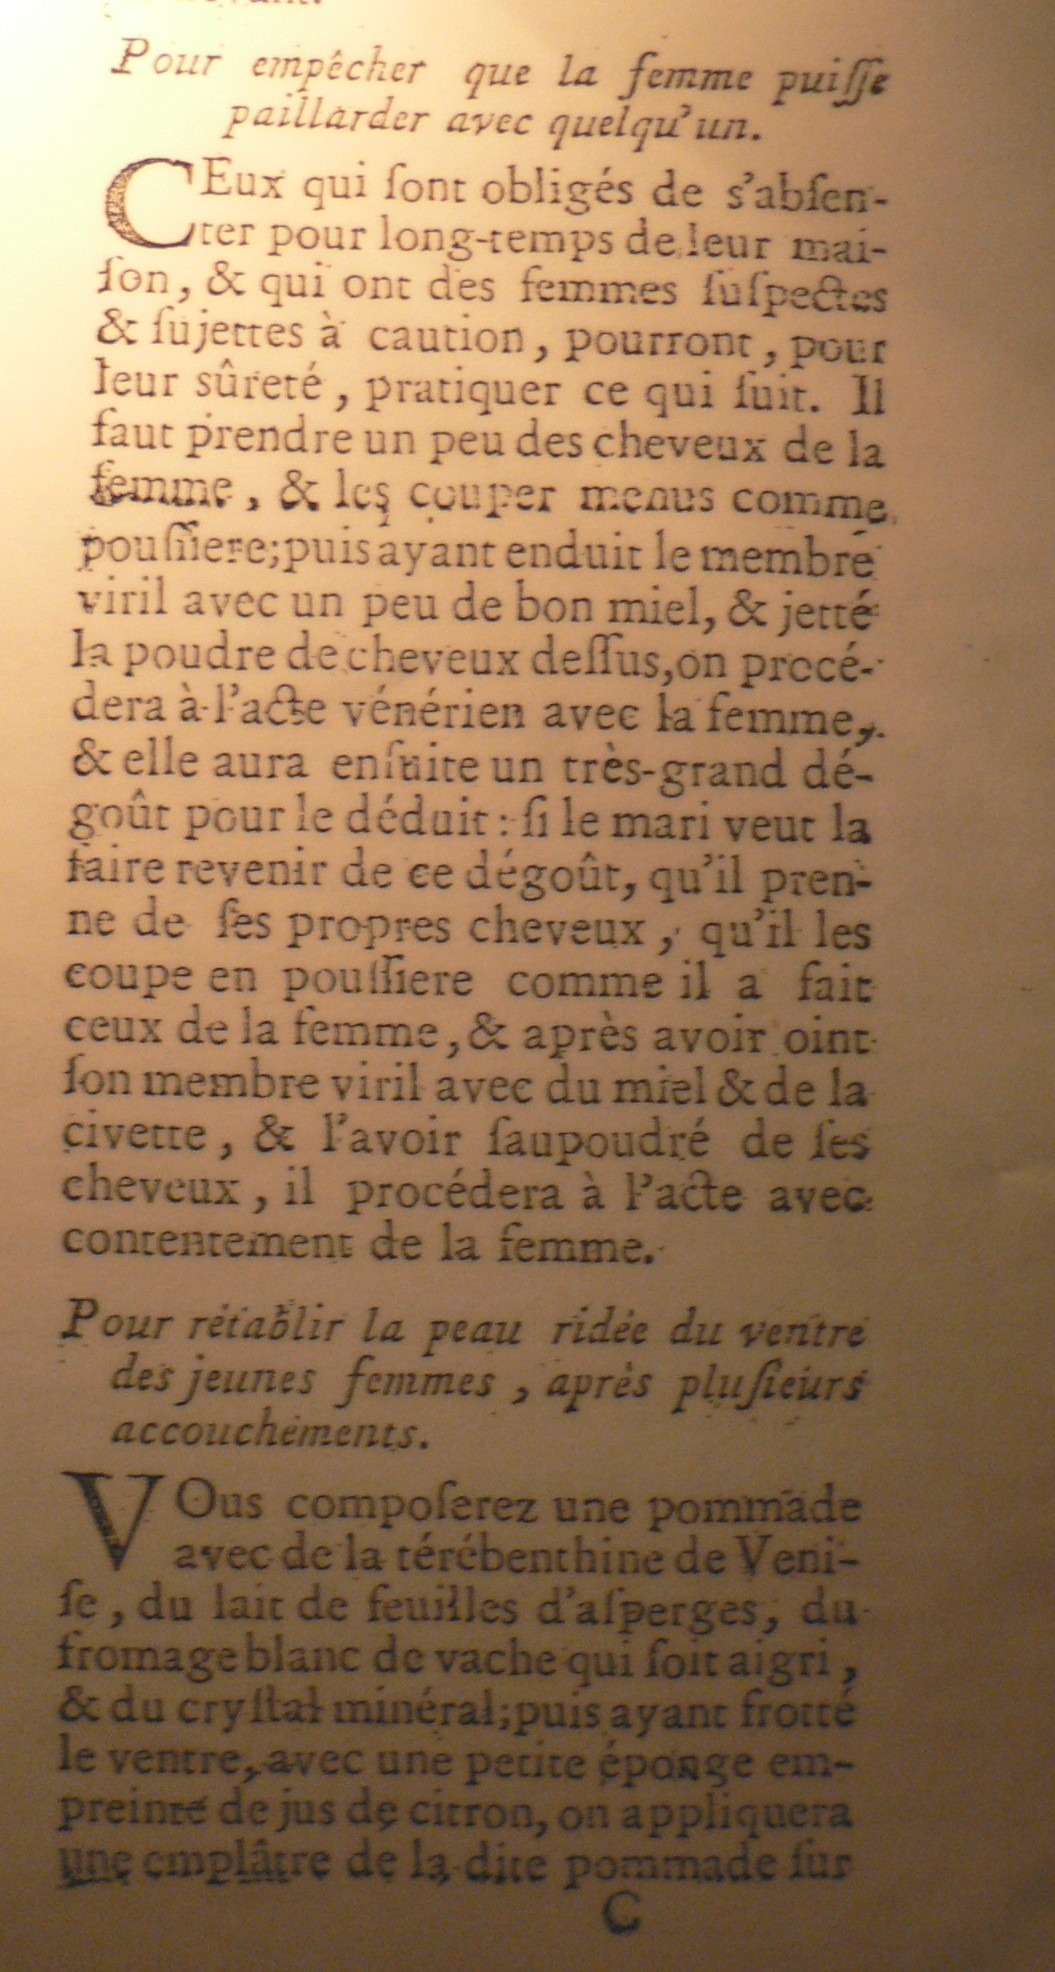 Pour empêcher que la femme puiſſe
paillarder avec quelqu'un.
CEux qui ſont obligés de s'abſen-
ter pour long-temps de leur mai-
ſon, & qui ont des femmes ſuſpectes
& ſujettes à caution, pourront, pour
leur sûreté, pratiquer ce qui ſuit. Il
faut prendre un peu des cheveux de la
femme, & les couper menus comme
pouſſiere; puis ayant enduit le membre
viril avec un peu de bon miel, & jetté
la poudre de cheveux deſſus, on procé-
dera à l'acte vénérien avec la femme,
& elle aura enſuite un très-grand dé-
goût pour le déduit: ſi le mari veut la
faire revenir de ce dégoût, qu'il pren-
ne de ſes propres cheveux, qu'il les
coupe en pouſſiere comme il a fait
ceux de la femme, & après avoir oint
ſon membre viril avec du miel & de la
civette, & l'avoir ſaupoudré de ſes
cheveux, il procédera à l'acte avec
contentement de la femme.
Pour rétablir la peau ridée du ventre
des jeunes femmes, après pluſieurs
accouchements.
VOus compoſerez une pommade
avec de la térébenthine de Veni-
ſe, du lait de feuilles d'aſperges, du
fromage blanc de vache qui ſoit aigri,
& du cryſtal minéral; puis ayant frotté
le ventre, avec une petite éponge em-
preinte de jus de citron, on appliquera
une emplâtre de la dite pommade ſur
C